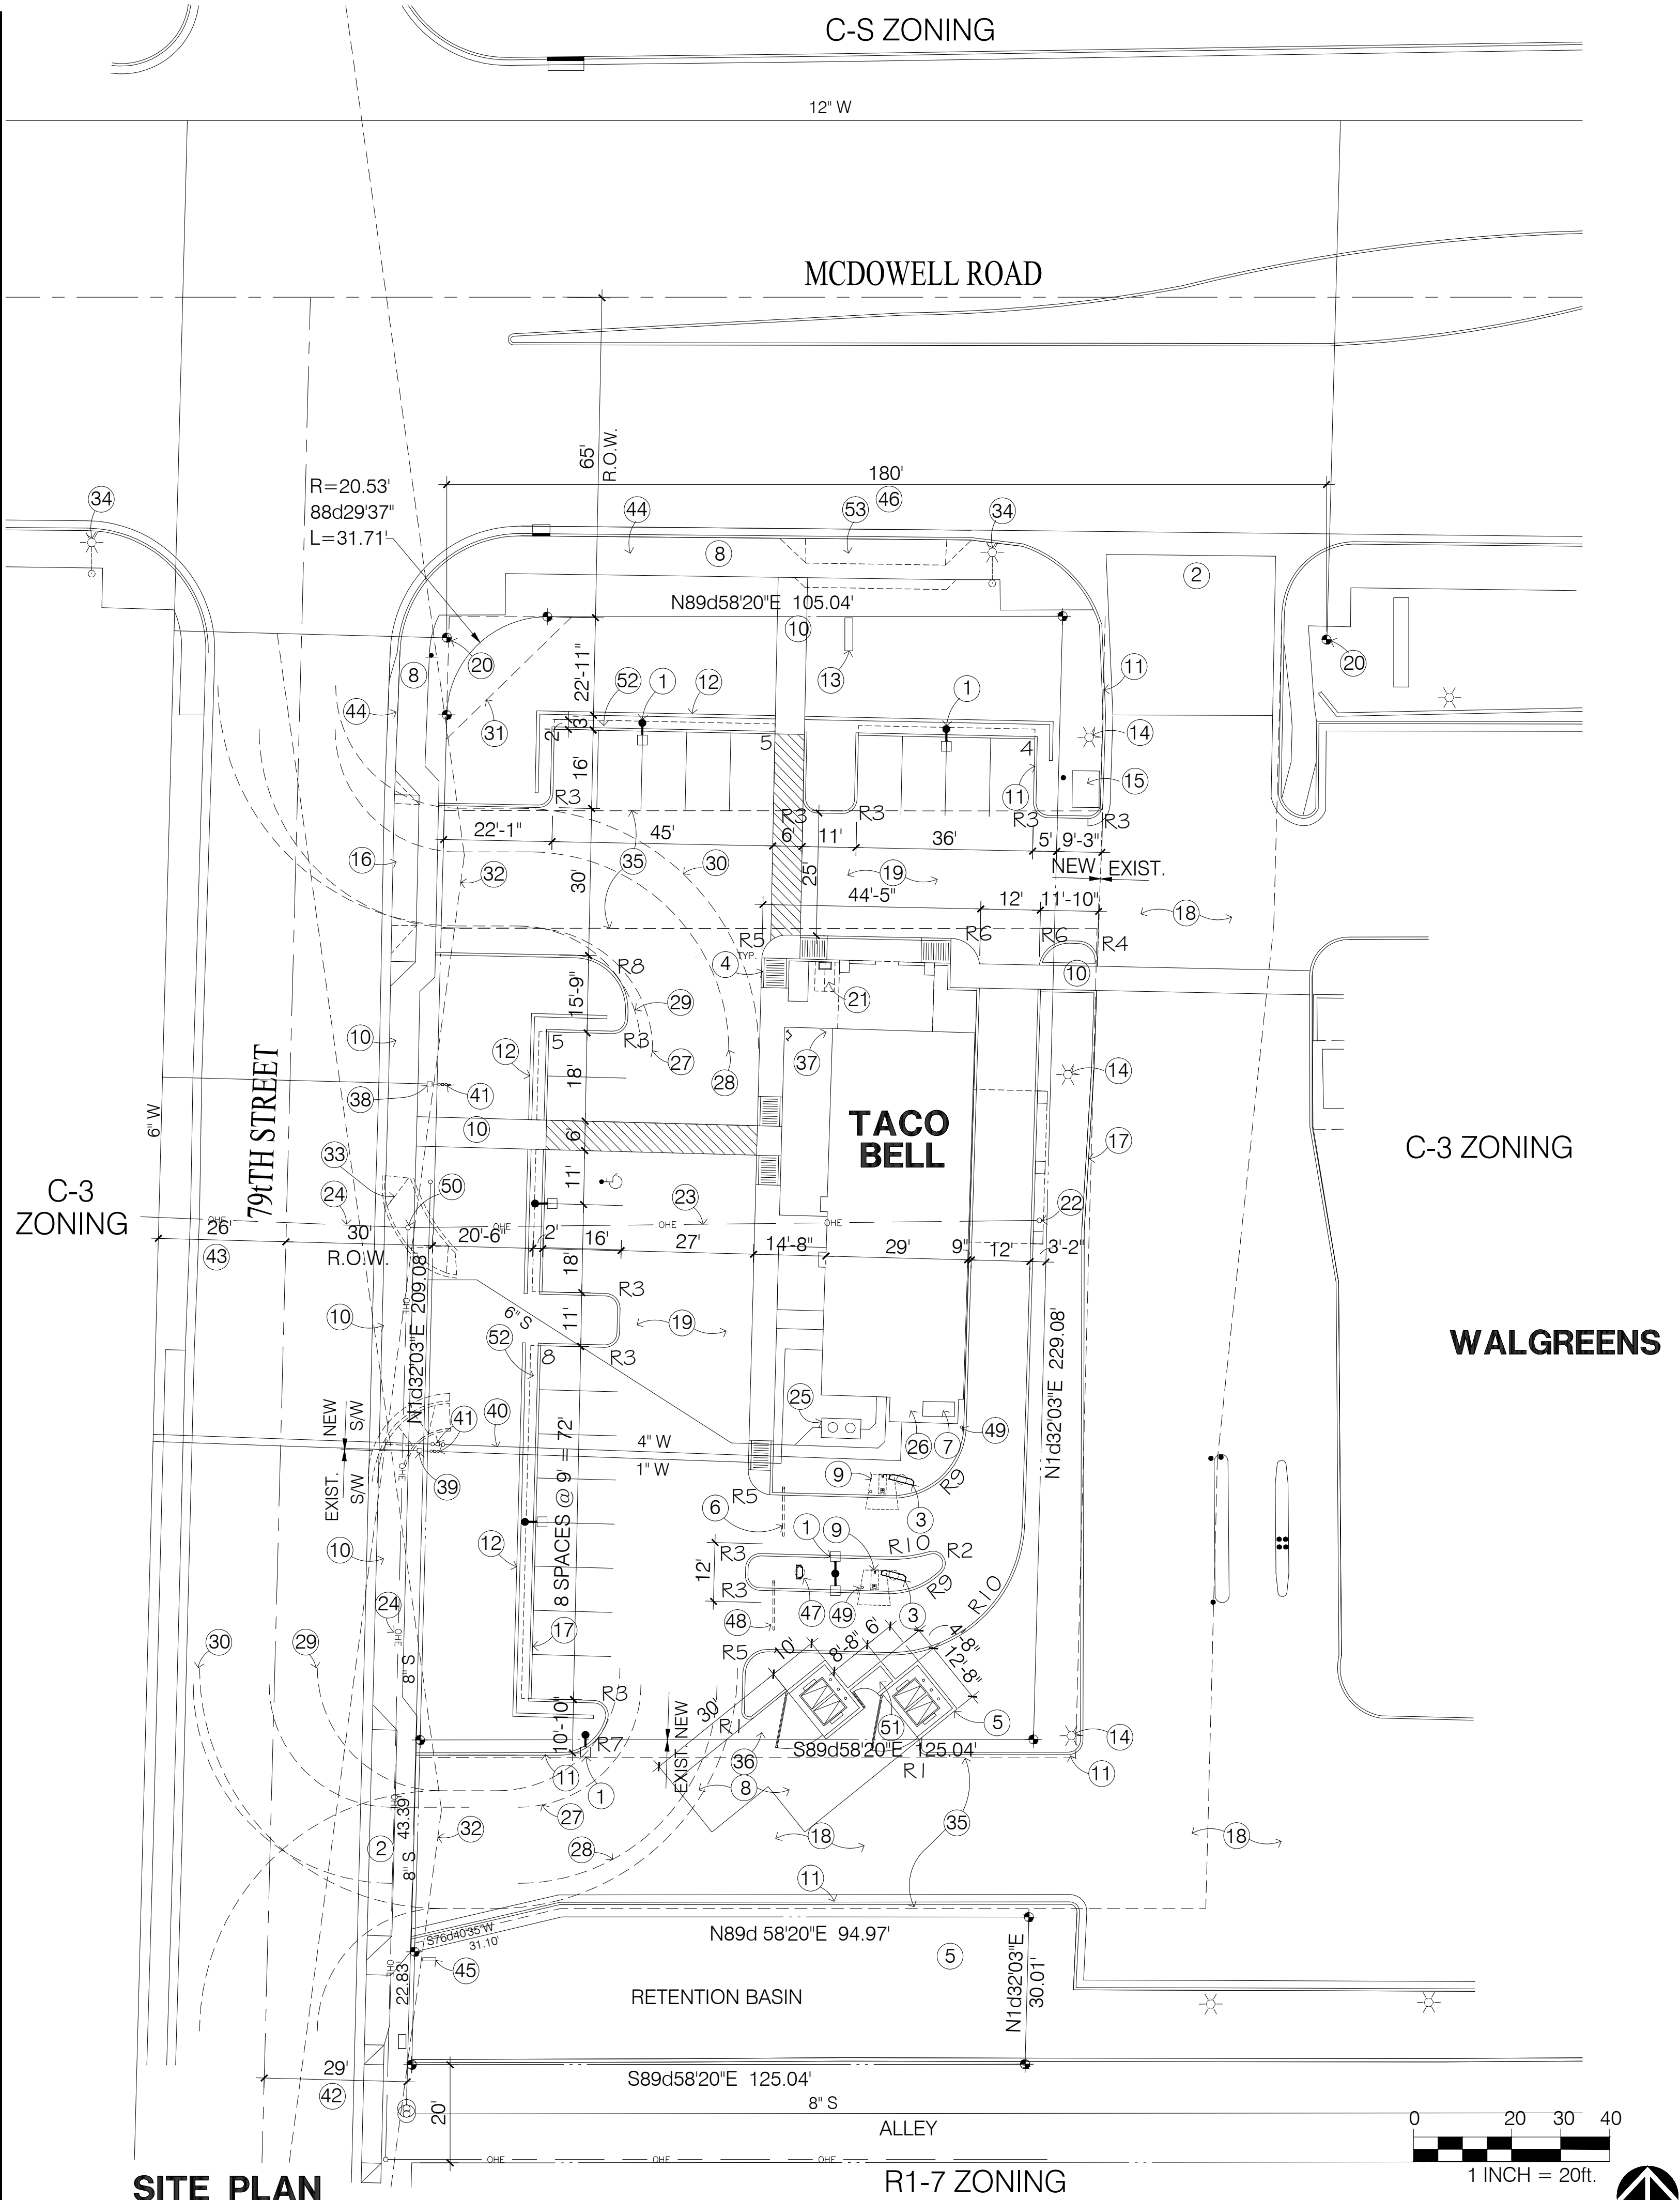 C-S ZONING
12" W
MCDOWELL ROAD
65'
R.O.W.
180'
46
R=20.53'
88d29'37"
L=31.71'
34
44
53
34
8
2
N89d58'20"E 105.04'
10
20
8
13
11
20
22'-11"
52
1
12
1
44
31
3'
2'
5
4
14
16'
15
R3
11
R3
R3
R3
R3
22'-1"
45'
6'
11'
36'
5'
9'-3"
16
32
35
30
30'
25'
19
NEW
EXIST.
44'-5"
12'
11'-10"
18
R5
TYP.
R6
R6
R4
4
R8
10
15'-9"
29
21
R3
10
12
5
27
37
28
14
18'
38
41
TACO
BELL
10
6'
17
6" W
79tTH STREET
C-3 ZONING
33
11'
C-3
ZONING
24
50
23
22
OHE
OHE
OHE
OHE
26'
30'
20'-6"
2'
16'
27'
14'-8"
29'
9"
12'
3'-2"
43
R.O.W.
18'
N1d32'03"E 209.08'
R3
10
OHE
6" S
11'
19
52
8
R3
N1d32'03"E 229.08'
WALGREENS
25
NEW
S/W
41
40
4" W
1" W
26
7
49
EXIST.
S/W
OHE
39
9
R9
R5
6
3
8 SPACES @ 9' = 72'
1
9
10
12
R3
R10
R2
12'
R3
R9
R10
24
47
49
3
48
OHE
17
30
29
R5
10'
8'-8"
6'
4'-8"
12'-8"
8" S
R3
30'
R1
51
5
10'-10"
R7
NEW
EXIST.
36
S89d58'20"E 125.04'
14
11
1
8
R1
11
OHE
43.39'
27
32
18
35
18
2
8" S
28
11
S76d40'35"W
31.10'
N89d 58'20"E 94.97'
5
OHE
22.83'
45
RETENTION BASIN
N1d32'03"E
30.01'
29'
42
S89d58'20"E 125.04'
20'
8" S
ALLEY
0 20 30 40
OHE
OHE
OHE
1 INCH = 20ft.
SITE PLAN
R1-7 ZONING